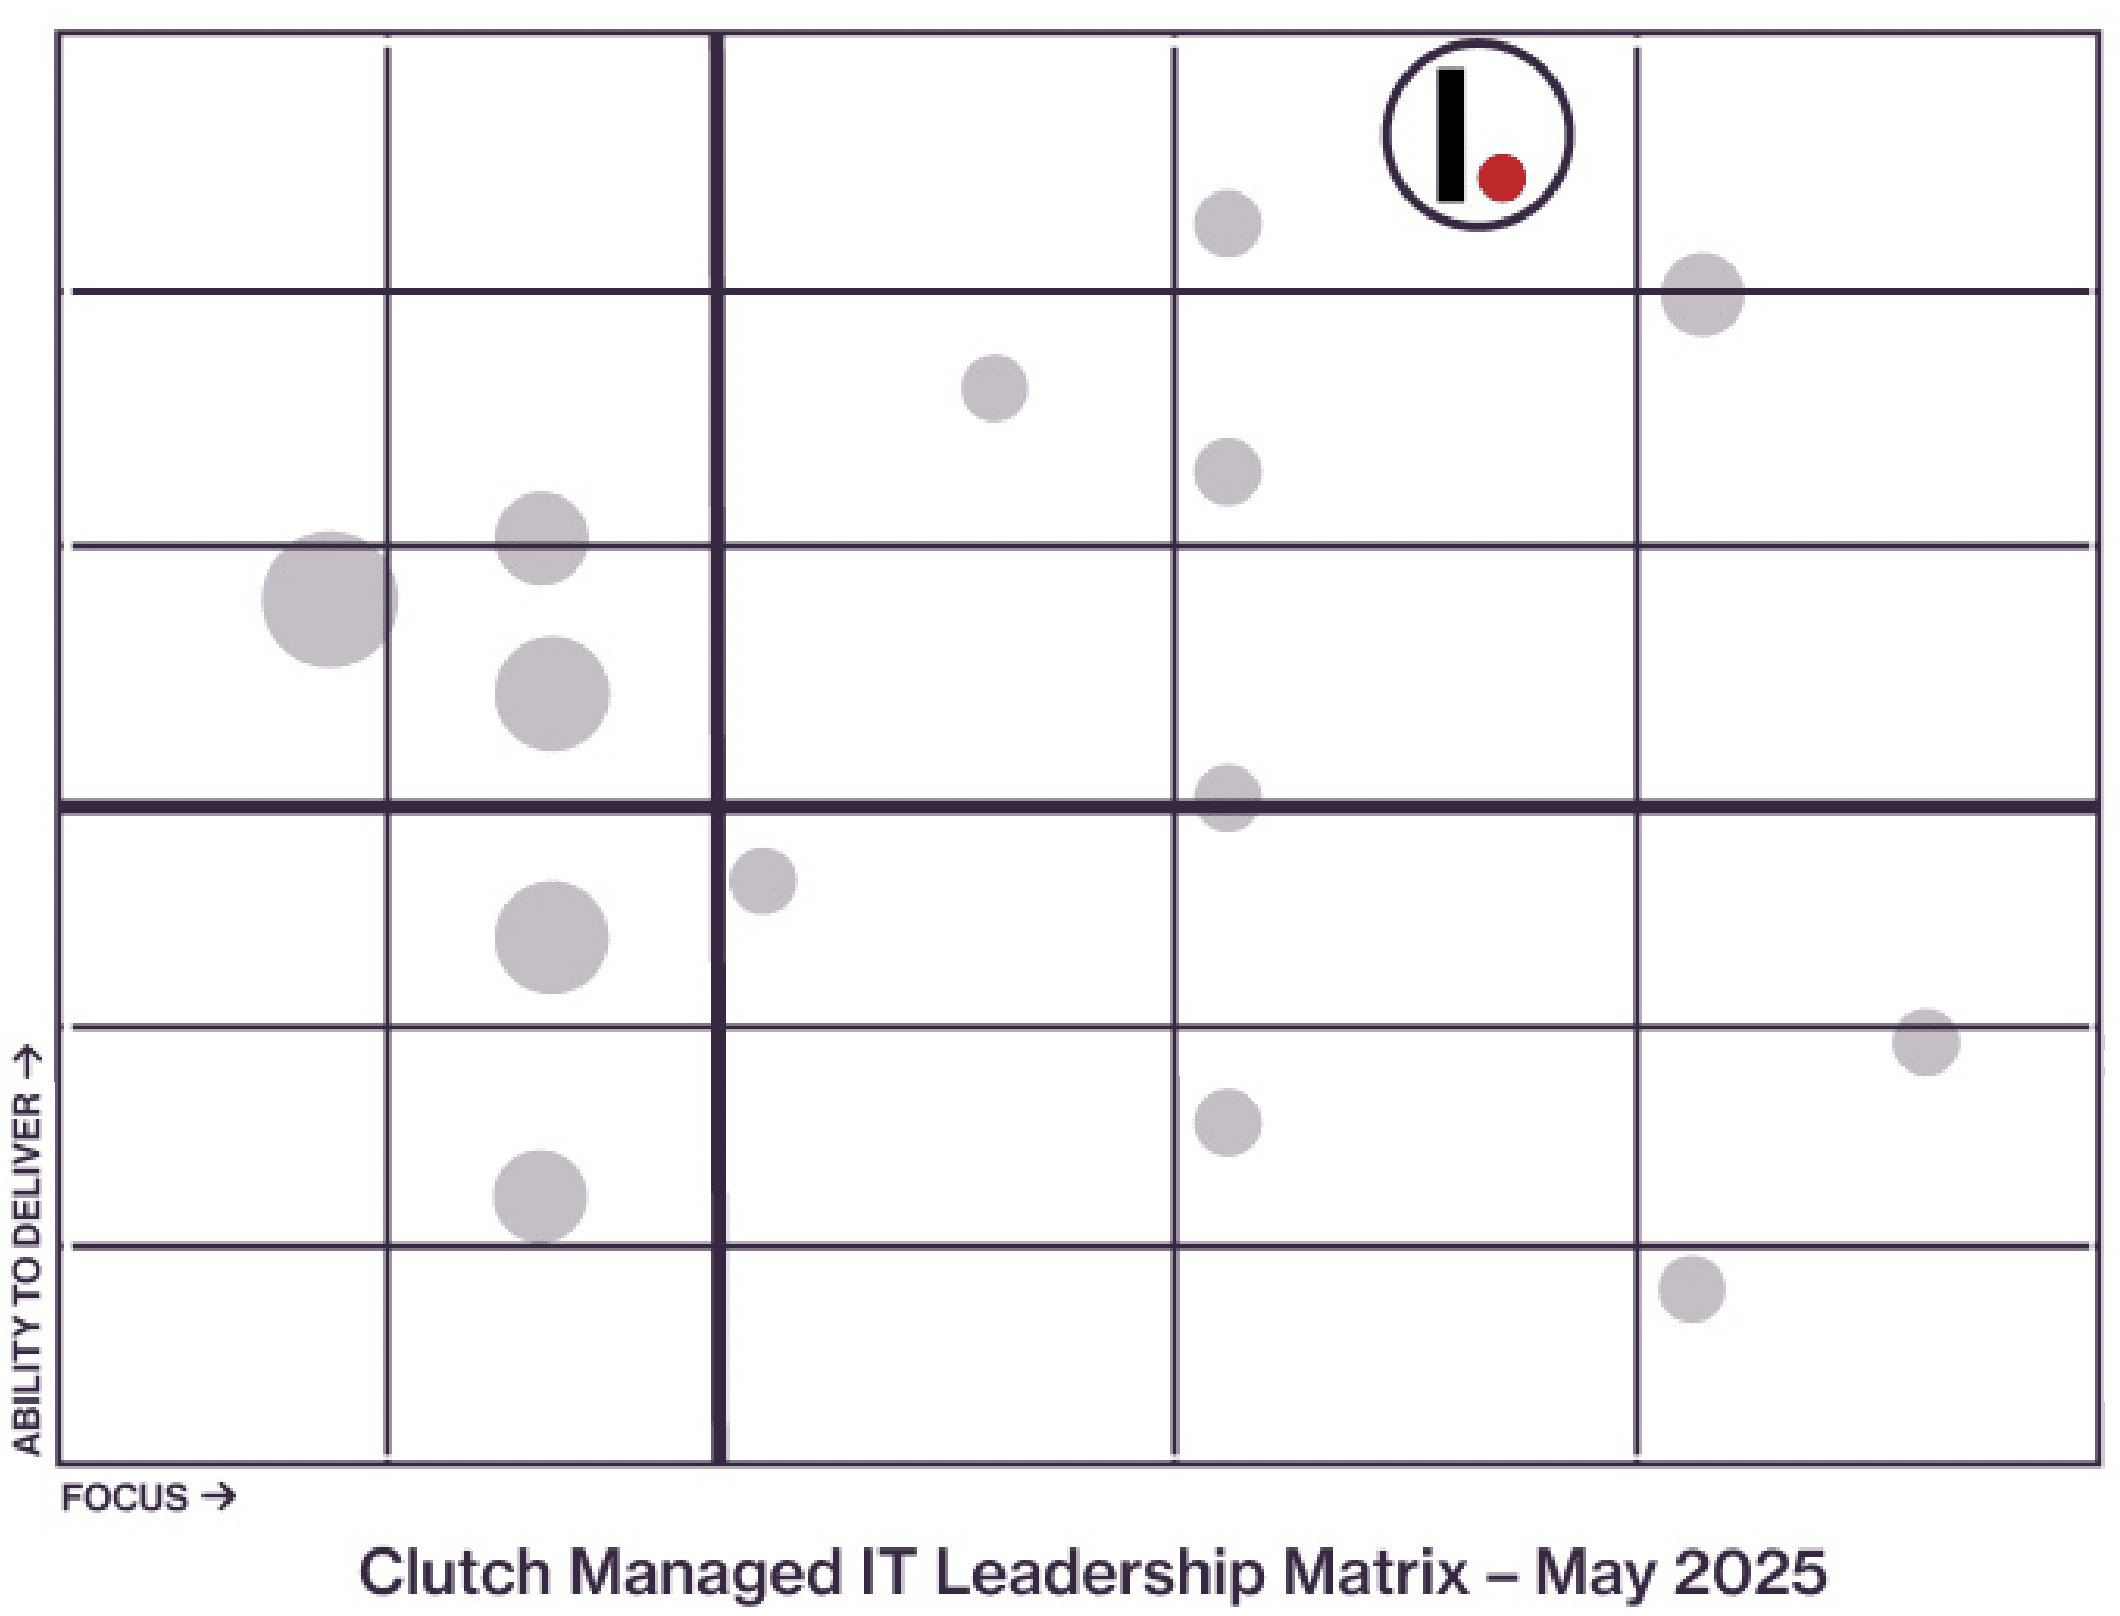 ABILITY TO DELIVER →
FOCUS →
Clutch Managed IT Leadership Matrix – May 2025